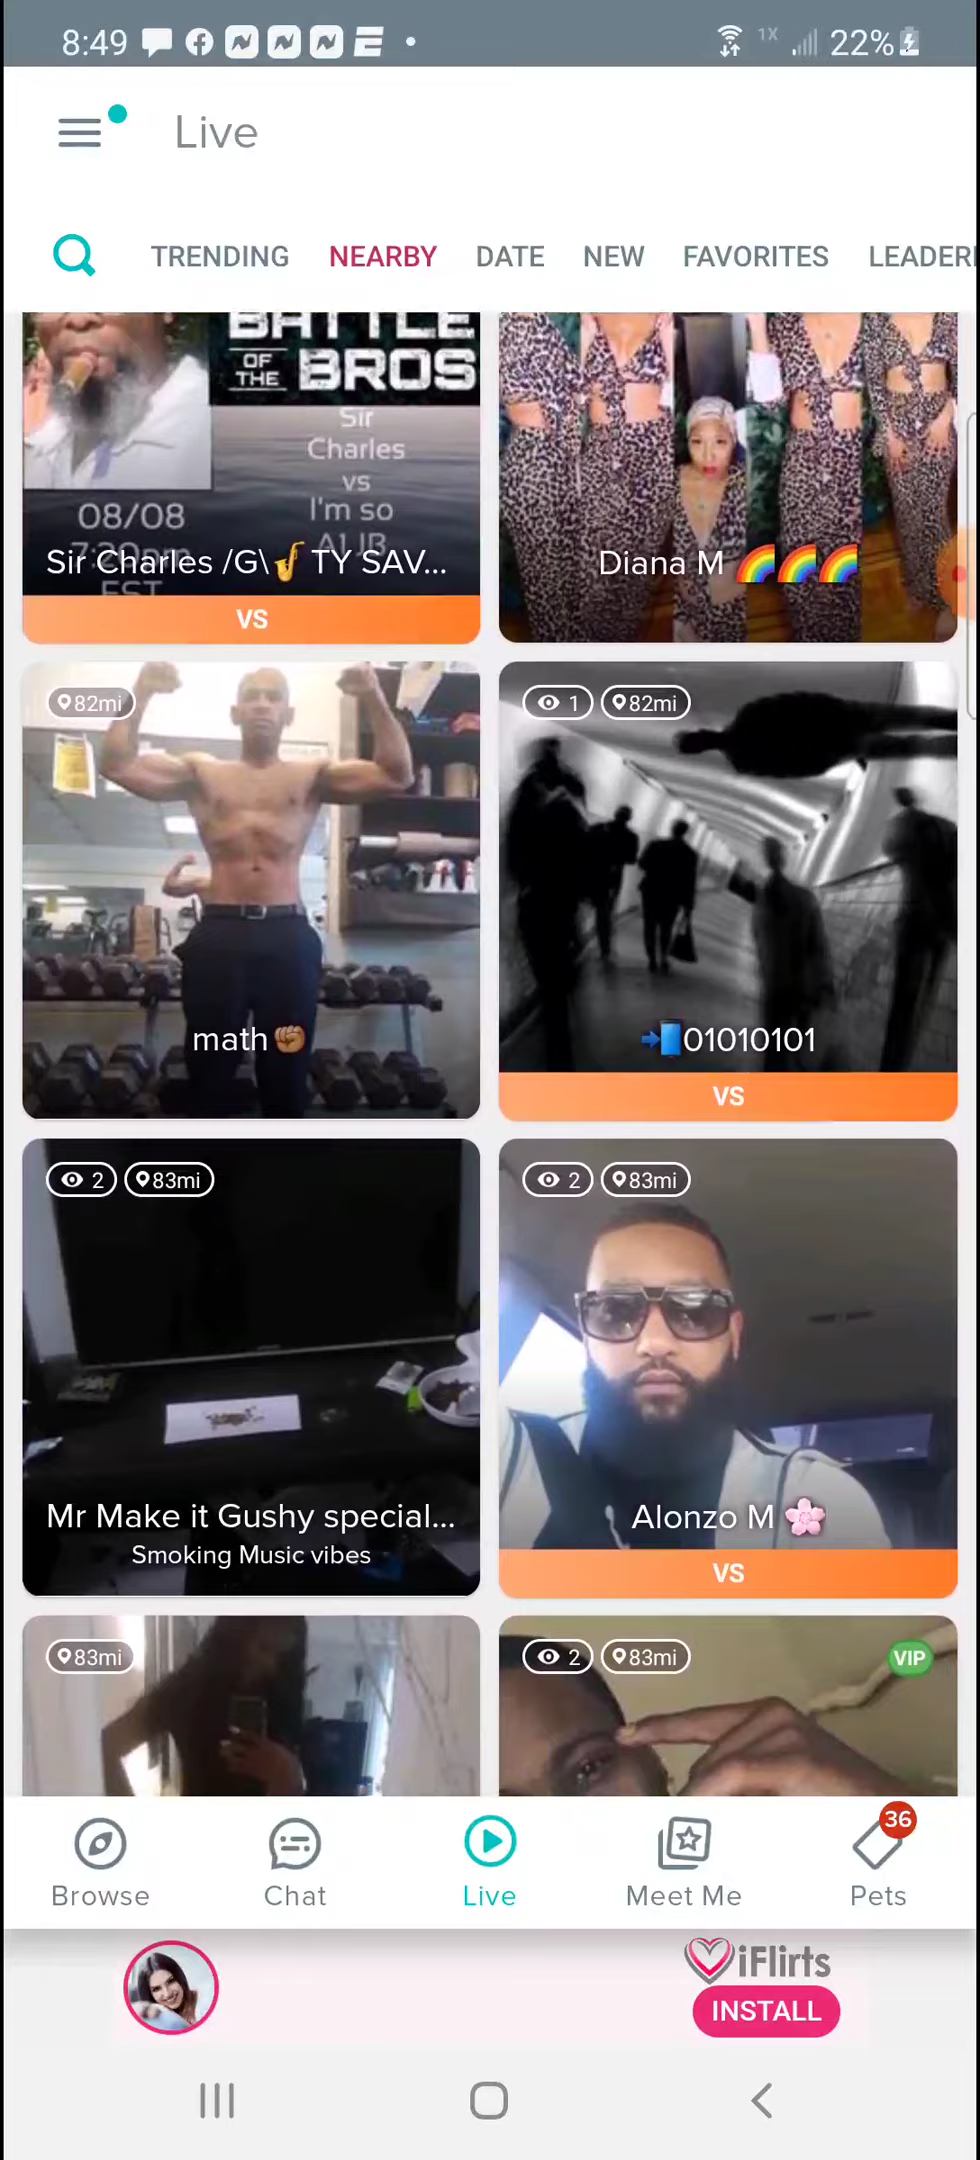 8:49
1X
22%
Live
TRENDING NEARBY DATE NEW FAVORITES LEADER
BATTLE
OF
THE
BROS
Sir
Charles
vs
I'm so
08/08
EST
Sir Charles /G\🎷 TY SAV...
VS
Diana M 🌈🌈🌈
82mi
math✊
1 82mi
📲01010101
VS
2 83mi
Mr Make it Gushy special...
Smoking Music vibes
2 83mi
Alonzo M 🌸
VS
83mi
2 83mi
VIP
36
Browse Chat Live Meet Me Pets
iFlirts
INSTALL